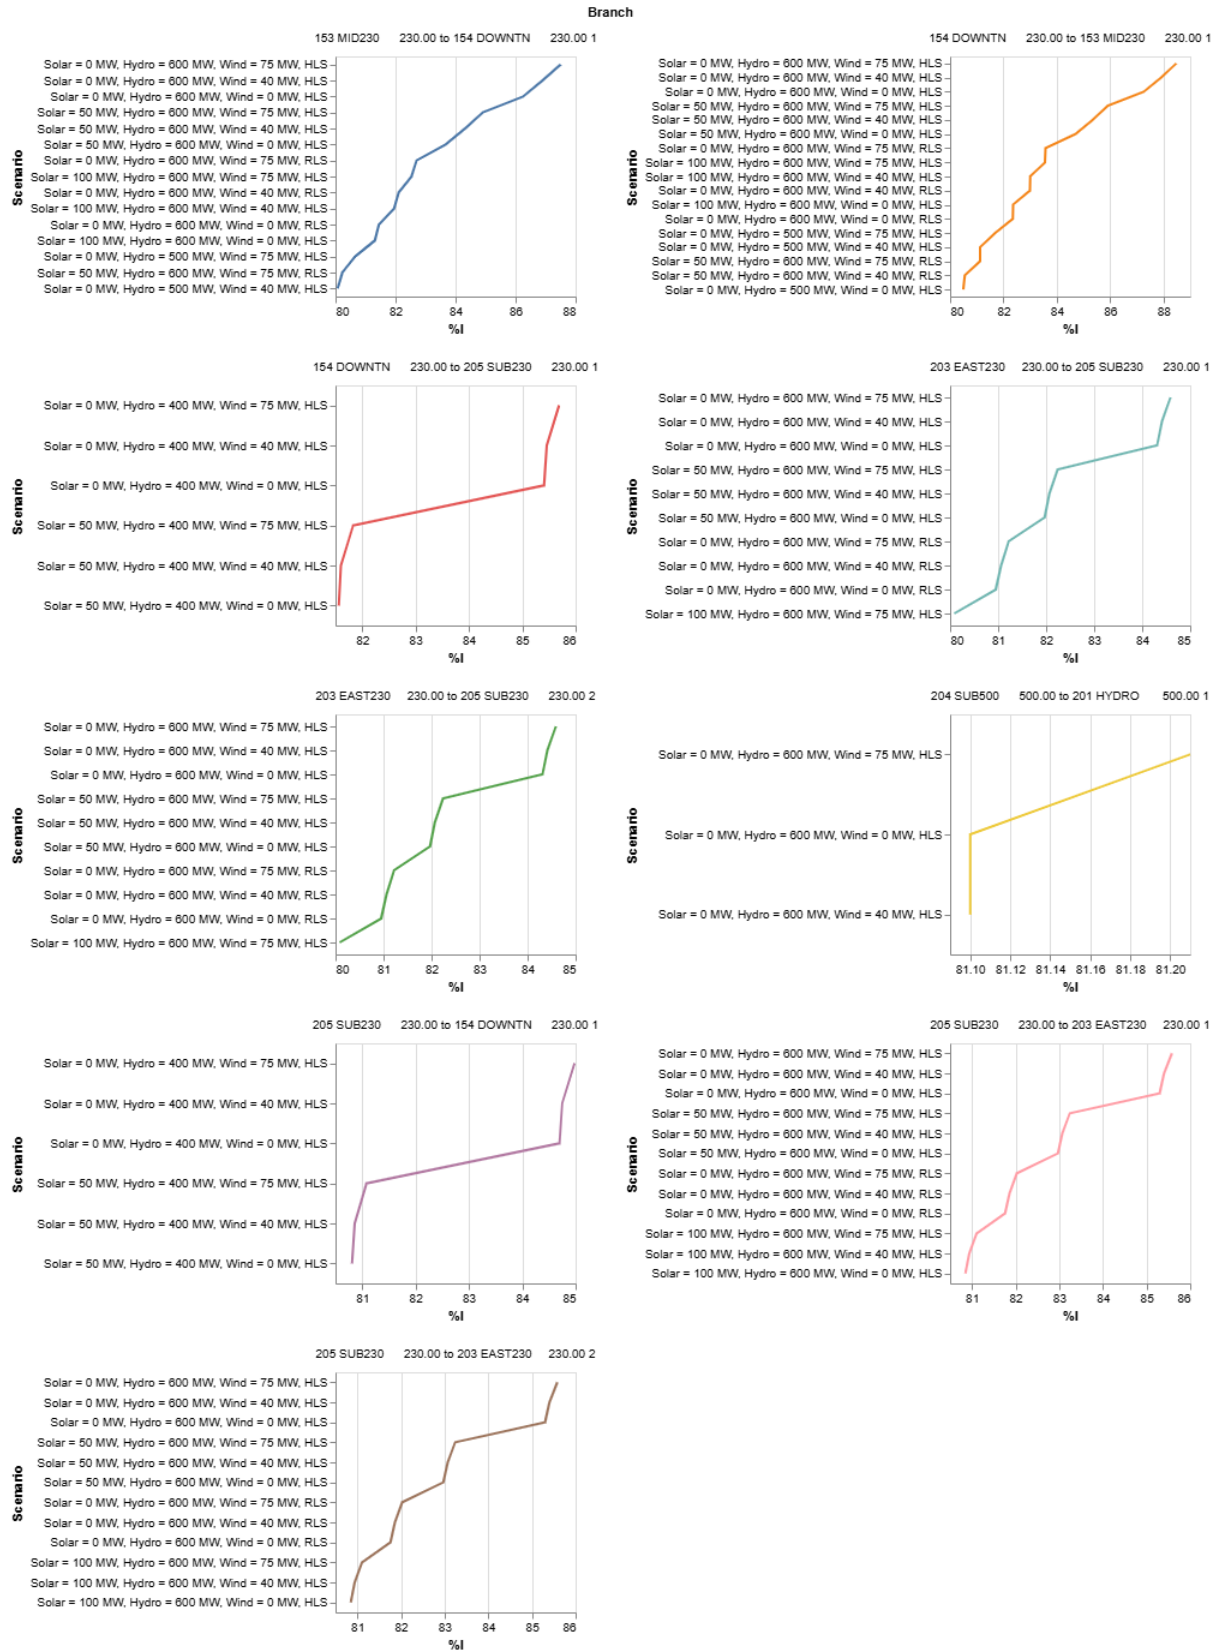 Branch
153 MID230 230.00 to 154 DOWNTN 230.00 1
Scenario
Solar = 0 MW, Hydro = 600 MW, Wind = 75 MW, HLS
Solar = 0 MW, Hydro = 600 MW, Wind = 40 MW, HLS
Solar = 0 MW, Hydro = 600 MW, Wind = 0 MW, HLS
Solar = 50 MW, Hydro = 600 MW, Wind = 75 MW, HLS
Solar = 50 MW, Hydro = 600 MW, Wind = 40 MW, HLS
Solar = 50 MW, Hydro = 600 MW, Wind = 0 MW, HLS
Solar = 0 MW, Hydro = 600 MW, Wind = 75 MW, RLS
Solar = 100 MW, Hydro = 600 MW, Wind = 75 MW, HLS
Solar = 0 MW, Hydro = 600 MW, Wind = 40 MW, RLS
Solar = 100 MW, Hydro = 600 MW, Wind = 40 MW, HLS
Solar = 0 MW, Hydro = 600 MW, Wind = 0 MW, RLS
Solar = 100 MW, Hydro = 600 MW, Wind = 0 MW, HLS
Solar = 0 MW, Hydro = 500 MW, Wind = 75 MW, HLS
Solar = 50 MW, Hydro = 600 MW, Wind = 75 MW, RLS
Solar = 0 MW, Hydro = 500 MW, Wind = 40 MW, HLS
80 82 84 86 88
%I
154 DOWNTN 230.00 to 153 MID230 230.00 1
Scenario
Solar = 0 MW, Hydro = 600 MW, Wind = 75 MW, HLS
Solar = 0 MW, Hydro = 600 MW, Wind = 40 MW, HLS
Solar = 0 MW, Hydro = 600 MW, Wind = 0 MW, HLS
Solar = 50 MW, Hydro = 600 MW, Wind = 75 MW, HLS
Solar = 50 MW, Hydro = 600 MW, Wind = 40 MW, HLS
Solar = 50 MW, Hydro = 600 MW, Wind = 0 MW, HLS
Solar = 0 MW, Hydro = 600 MW, Wind = 75 MW, RLS
Solar = 100 MW, Hydro = 600 MW, Wind = 75 MW, HLS
Solar = 100 MW, Hydro = 600 MW, Wind = 40 MW, HLS
Solar = 0 MW, Hydro = 600 MW, Wind = 40 MW, RLS
Solar = 100 MW, Hydro = 600 MW, Wind = 0 MW, HLS
Solar = 0 MW, Hydro = 600 MW, Wind = 0 MW, RLS
Solar = 0 MW, Hydro = 500 MW, Wind = 75 MW, HLS
Solar = 0 MW, Hydro = 500 MW, Wind = 40 MW, HLS
Solar = 50 MW, Hydro = 600 MW, Wind = 75 MW, RLS
Solar = 50 MW, Hydro = 600 MW, Wind = 40 MW, RLS
Solar = 0 MW, Hydro = 500 MW, Wind = 0 MW, HLS
80 82 84 86 88
%I
154 DOWNTN 230.00 to 205 SUB230 230.00 1
Scenario
Solar = 0 MW, Hydro = 400 MW, Wind = 75 MW, HLS
Solar = 0 MW, Hydro = 400 MW, Wind = 40 MW, HLS
Solar = 0 MW, Hydro = 400 MW, Wind = 0 MW, HLS
Solar = 50 MW, Hydro = 400 MW, Wind = 75 MW, HLS
Solar = 50 MW, Hydro = 400 MW, Wind = 40 MW, HLS
Solar = 50 MW, Hydro = 400 MW, Wind = 0 MW, HLS
82 83 84 85 86
%I
203 EAST230 230.00 to 205 SUB230 230.00 1
Scenario
Solar = 0 MW, Hydro = 600 MW, Wind = 75 MW, HLS
Solar = 0 MW, Hydro = 600 MW, Wind = 40 MW, HLS
Solar = 0 MW, Hydro = 600 MW, Wind = 0 MW, HLS
Solar = 50 MW, Hydro = 600 MW, Wind = 75 MW, HLS
Solar = 50 MW, Hydro = 600 MW, Wind = 40 MW, HLS
Solar = 50 MW, Hydro = 600 MW, Wind = 0 MW, HLS
Solar = 0 MW, Hydro = 600 MW, Wind = 75 MW, RLS
Solar = 0 MW, Hydro = 600 MW, Wind = 40 MW, RLS
Solar = 0 MW, Hydro = 600 MW, Wind = 0 MW, RLS
Solar = 100 MW, Hydro = 600 MW, Wind = 75 MW, HLS
80 81 82 83 84 85
%I
203 EAST230 230.00 to 205 SUB230 230.00 2
Scenario
Solar = 0 MW, Hydro = 600 MW, Wind = 75 MW, HLS
Solar = 0 MW, Hydro = 600 MW, Wind = 40 MW, HLS
Solar = 0 MW, Hydro = 600 MW, Wind = 0 MW, HLS
Solar = 50 MW, Hydro = 600 MW, Wind = 75 MW, HLS
Solar = 50 MW, Hydro = 600 MW, Wind = 40 MW, HLS
Solar = 50 MW, Hydro = 600 MW, Wind = 0 MW, HLS
Solar = 0 MW, Hydro = 600 MW, Wind = 75 MW, RLS
Solar = 0 MW, Hydro = 600 MW, Wind = 40 MW, RLS
Solar = 0 MW, Hydro = 600 MW, Wind = 0 MW, RLS
Solar = 100 MW, Hydro = 600 MW, Wind = 75 MW, HLS
80 81 82 83 84 85
%I
204 SUB500 500.00 to 201 HYDRO 500.00 1
Scenario
Solar = 0 MW, Hydro = 600 MW, Wind = 75 MW, HLS
Solar = 0 MW, Hydro = 600 MW, Wind = 0 MW, HLS
Solar = 0 MW, Hydro = 600 MW, Wind = 40 MW, HLS
81.10 81.12 81.14 81.16 81.18 81.20
%I
205 SUB230 230.00 to 154 DOWNTN 230.00 1
Scenario
Solar = 0 MW, Hydro = 400 MW, Wind = 75 MW, HLS
Solar = 0 MW, Hydro = 400 MW, Wind = 40 MW, HLS
Solar = 0 MW, Hydro = 400 MW, Wind = 0 MW, HLS
Solar = 50 MW, Hydro = 400 MW, Wind = 75 MW, HLS
Solar = 50 MW, Hydro = 400 MW, Wind = 40 MW, HLS
Solar = 50 MW, Hydro = 400 MW, Wind = 0 MW, HLS
81 82 83 84 85
%I
205 SUB230 230.00 to 203 EAST230 230.00 1
Scenario
Solar = 0 MW, Hydro = 600 MW, Wind = 75 MW, HLS
Solar = 0 MW, Hydro = 600 MW, Wind = 40 MW, HLS
Solar = 0 MW, Hydro = 600 MW, Wind = 0 MW, HLS
Solar = 50 MW, Hydro = 600 MW, Wind = 75 MW, HLS
Solar = 50 MW, Hydro = 600 MW, Wind = 40 MW, HLS
Solar = 50 MW, Hydro = 600 MW, Wind = 0 MW, HLS
Solar = 0 MW, Hydro = 600 MW, Wind = 75 MW, RLS
Solar = 0 MW, Hydro = 600 MW, Wind = 40 MW, RLS
Solar = 0 MW, Hydro = 600 MW, Wind = 0 MW, RLS
Solar = 100 MW, Hydro = 600 MW, Wind = 75 MW, HLS
Solar = 100 MW, Hydro = 600 MW, Wind = 40 MW, HLS
Solar = 100 MW, Hydro = 600 MW, Wind = 0 MW, HLS
81 82 83 84 85 86
%I
205 SUB230 230.00 to 203 EAST230 230.00 2
Scenario
Solar = 0 MW, Hydro = 600 MW, Wind = 75 MW, HLS
Solar = 0 MW, Hydro = 600 MW, Wind = 40 MW, HLS
Solar = 0 MW, Hydro = 600 MW, Wind = 0 MW, HLS
Solar = 50 MW, Hydro = 600 MW, Wind = 75 MW, HLS
Solar = 50 MW, Hydro = 600 MW, Wind = 40 MW, HLS
Solar = 50 MW, Hydro = 600 MW, Wind = 0 MW, HLS
Solar = 0 MW, Hydro = 600 MW, Wind = 75 MW, RLS
Solar = 0 MW, Hydro = 600 MW, Wind = 40 MW, RLS
Solar = 0 MW, Hydro = 600 MW, Wind = 0 MW, RLS
Solar = 100 MW, Hydro = 600 MW, Wind = 75 MW, HLS
Solar = 100 MW, Hydro = 600 MW, Wind = 40 MW, HLS
Solar = 100 MW, Hydro = 600 MW, Wind = 0 MW, HLS
81 82 83 84 85 86
%I